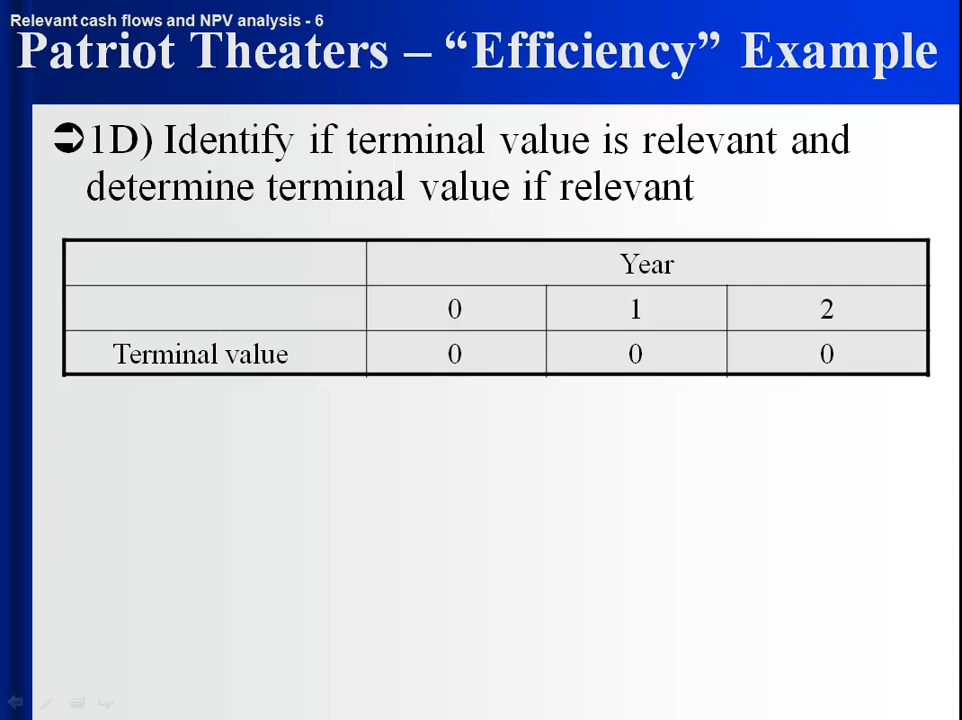 Relevant cash flows and NPV analysis - 6
Patriot Theaters – “Efficiency” Example
1D) Identify if terminal value is relevant and
determine terminal value if relevant
Year
0 1 2
Terminal value 0 0 0